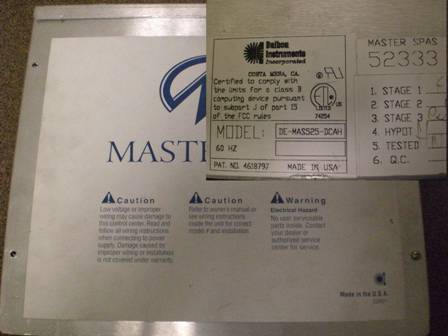 Balboa
Instruments
Incorporated
COSTA MESA, CA.
Certified to comply with
the limits for a class B
computing device pursuant
to subpart J of part 15
of the FCC rules
LISTED
74254
MODEL: DE-MAS525-DCAH
60 HZ
PAT. NO. 4618797 MADE IN USA
MASTER SPAS
52333
1. STAGE 1
2. STAGE 2
3. STAGE 3
4. HYPOT
5. TESTED
6. Q.C.
MAST
Caution
Low voltage or improper
wiring may cause damage to
this control center. Read and
follow all wiring instructions
when connecting to power
supply. Damage caused by
improper wiring or installation
is not covered under warranty.
Caution
Refer to owner's manual or
see wiring instructions
inside the unit for correct
model # and installation.
Warning
Electrical Hazard
No user serviceable
parts inside. Contact
your dealer or
authorized service
center for service
Made in the U.S.A.